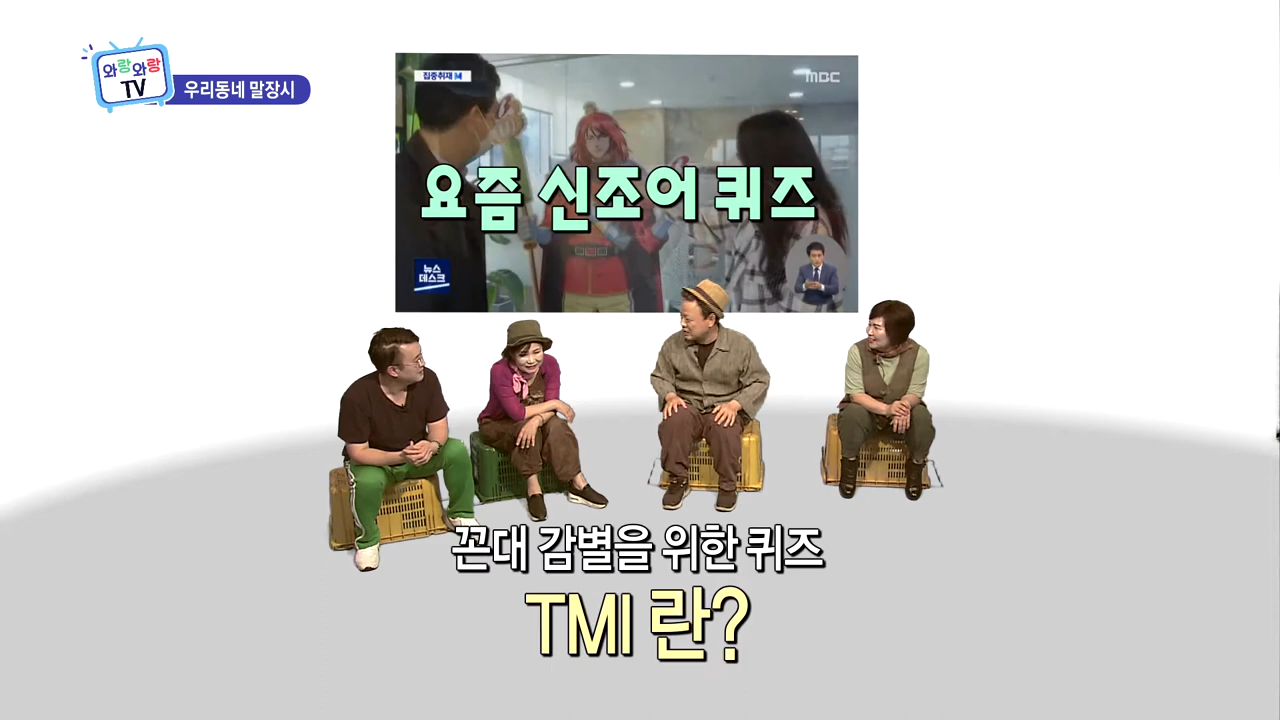 와랑와랑
TV
우리동네 말장시
집중취재 M
MBC
요즘 신조어 퀴즈
뉴스
데스크
꼰대 감별을 위한 퀴즈
TMI 란?